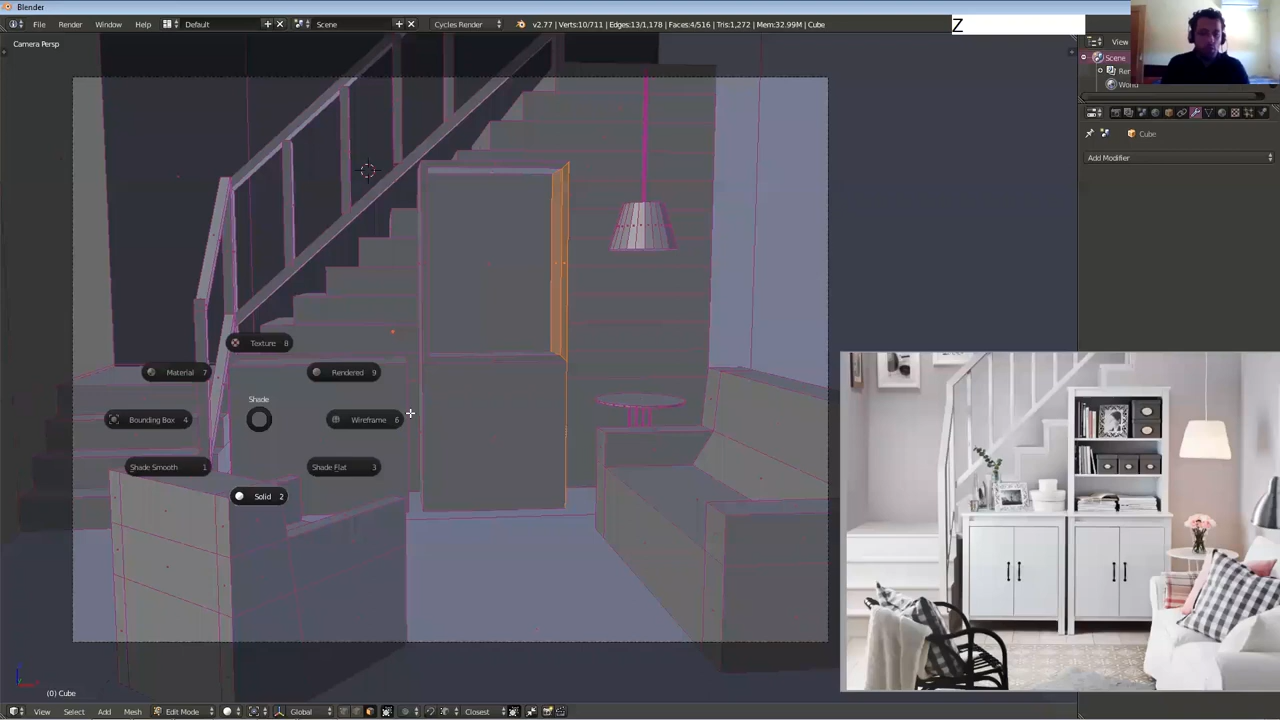 Blender
File Render Window Help Default Scene Cycles Render v2.77 | Verts:10/711 | Edges:13/1,178 | Faces:4/516 | Tris:1,272 | Mem:32.99M | Cube
Z
Camera Persp
View
Scene
World
Cube
Add Modifier
Texture 8
Material 7
Rendered 9
Shade
Bounding Box 4
Wireframe 6
Shade Smooth 1
Shade Flat 3
Solid 2
(0) Cube
View Select Add Mesh Edit Mode Global Closest